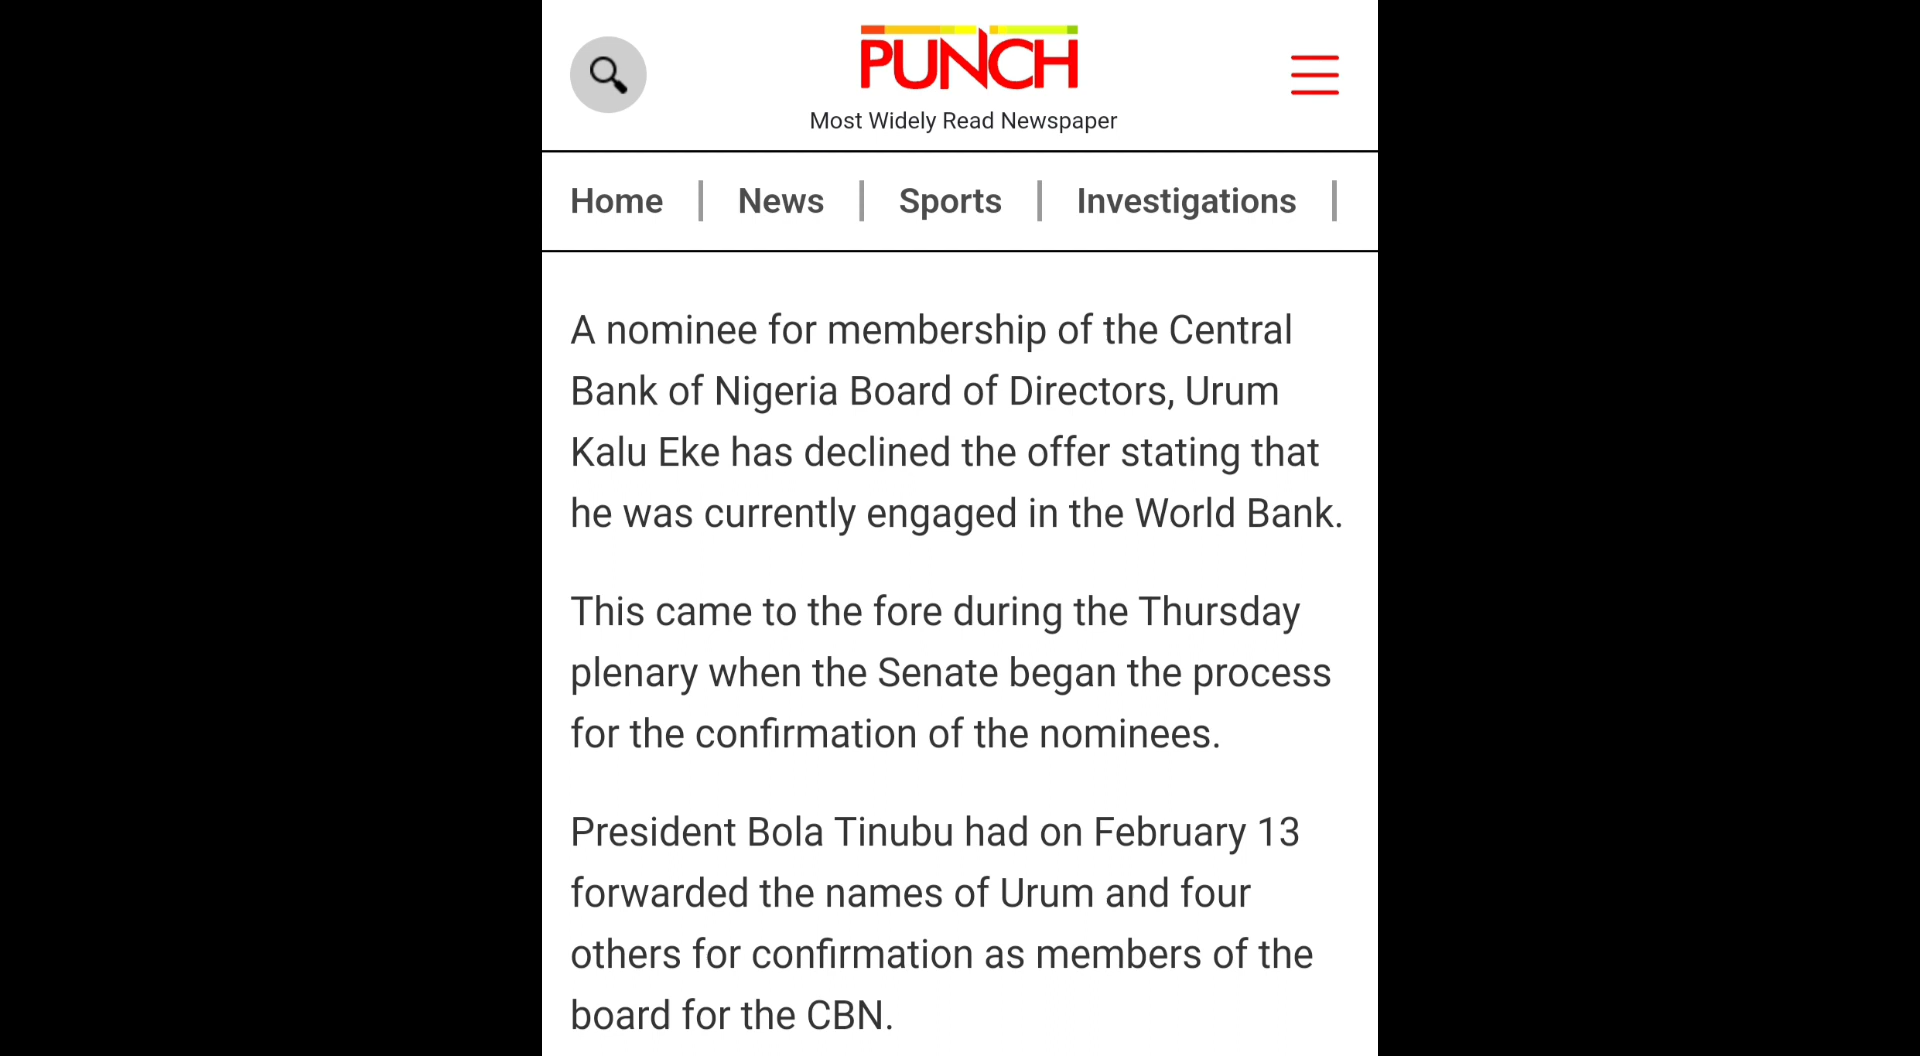 PUNCH
Most Widely Read Newspaper
Home | News | Sports | Investigations |
A nominee for membership of the Central
Bank of Nigeria Board of Directors, Urum
Kalu Eke has declined the offer stating that
he was currently engaged in the World Bank.
This came to the fore during the Thursday
plenary when the Senate began the process
for the confirmation of the nominees.
President Bola Tinubu had on February 13
forwarded the names of Urum and four
others for confirmation as members of the
board for the CBN.